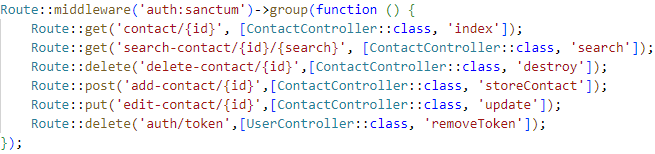 Route::middleware('auth:sanctum')->group(function () {
    Route::get('contact/{id}', [ContactController::class, 'index']);
    Route::get('search-contact/{id}/{search}', [ContactController::class, 'search']);
    Route::delete('delete-contact/{id}',[ContactController::class, 'destroy']);
    Route::post('add-contact/{id}',[ContactController::class, 'storeContact']);
    Route::put('edit-contact/{id}',[ContactController::class, 'update']);
    Route::delete('auth/token',[UserController::class, 'removeToken']);
});